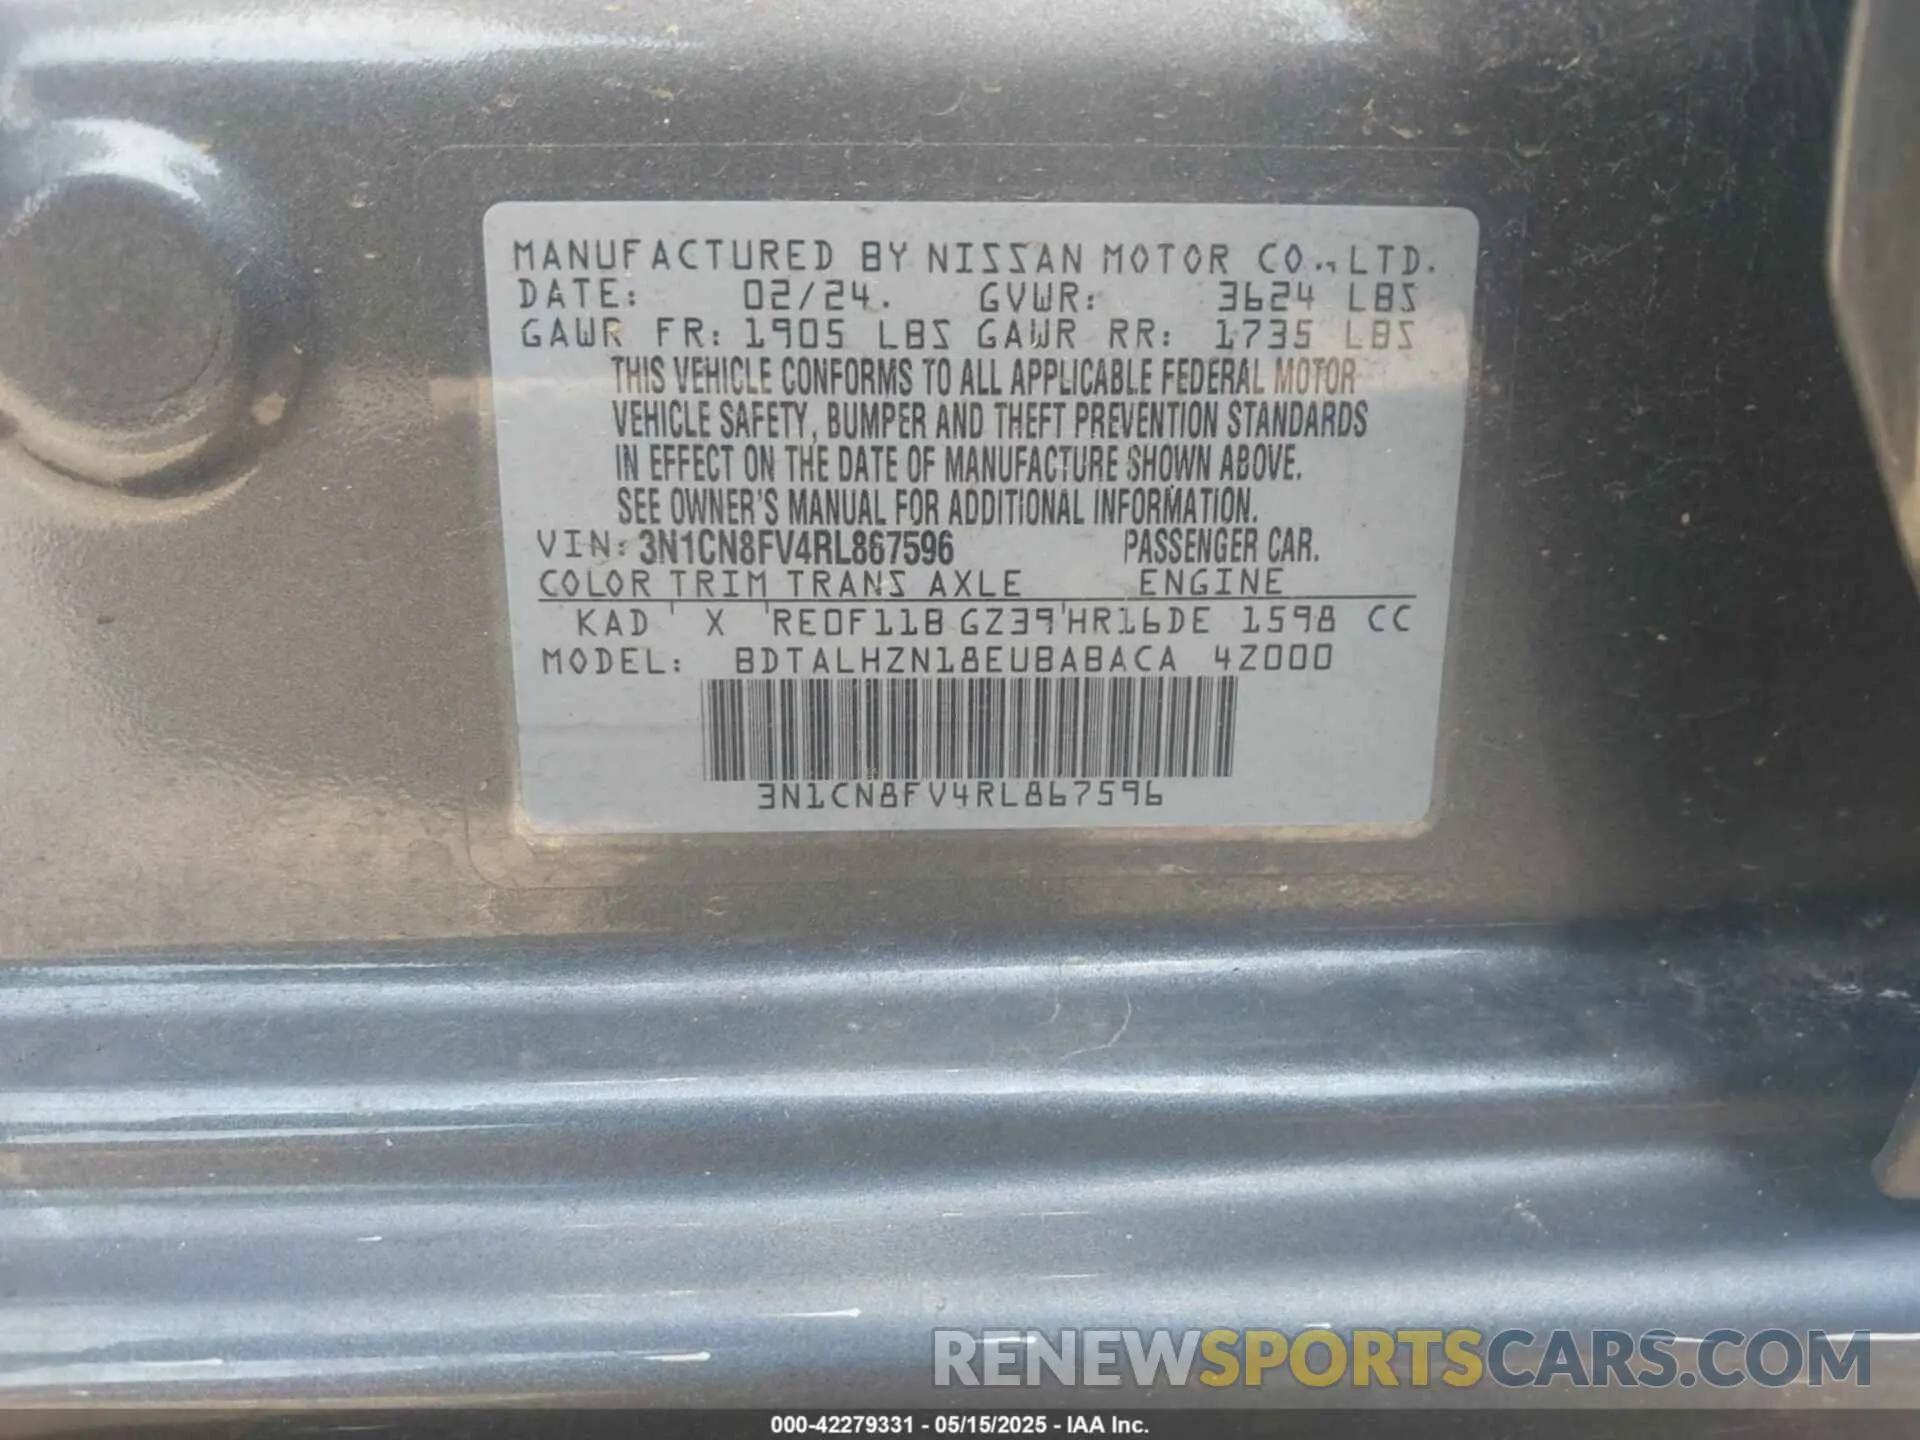 MANUFACTURED BY NISSAN MOTOR CO., LTD.
DATE: 02/24. GVWR: 3624 LBS
GAWR FR: 1905 LBS GAWR RR: 1735 LBS
THIS VEHICLE CONFORMS TO ALL APPLICABLE FEDERAL MOTOR
VEHICLE SAFETY, BUMPER AND THEFT PREVENTION STANDARDS
IN EFFECT ON THE DATE OF MANUFACTURE SHOWN ABOVE.
SEE OWNER'S MANUAL FOR ADDITIONAL INFORMATION.
VIN: 3N1CN8FV4RL867596 PASSENGER CAR.
COLOR TRIM TRANS AXLE ENGINE
KAD X RE0F11B GZ39 HR16DE 1598 CC
MODEL: BDTALHZN18EUBABACA 4Z000
3N1CN8FV4RL867596
RENEWSPORTSCARS.COM
000-42279331 - 05/15/2025 - IAA Inc.